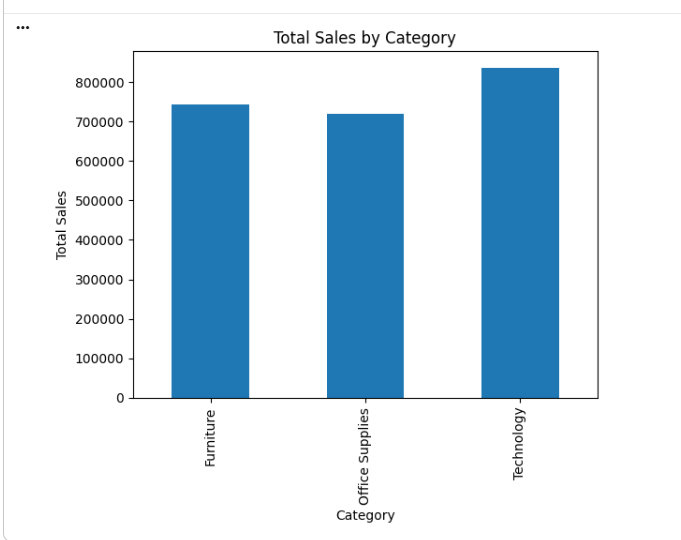 ...
Total Sales by Category
Total Sales
800000
700000
600000
500000
400000
300000
200000
100000
0
Furniture
Office Supplies
Technology
Category